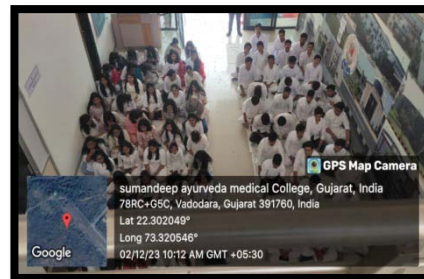 GPS Map Camera
sumandeep ayurveda medical College, Gujarat, India
78RC+G5C, Vadodara, Gujarat 391760, India
Lat 22.302049°
Long 73.320546°
02/12/23 10:12 AM GMT +05:30
Google